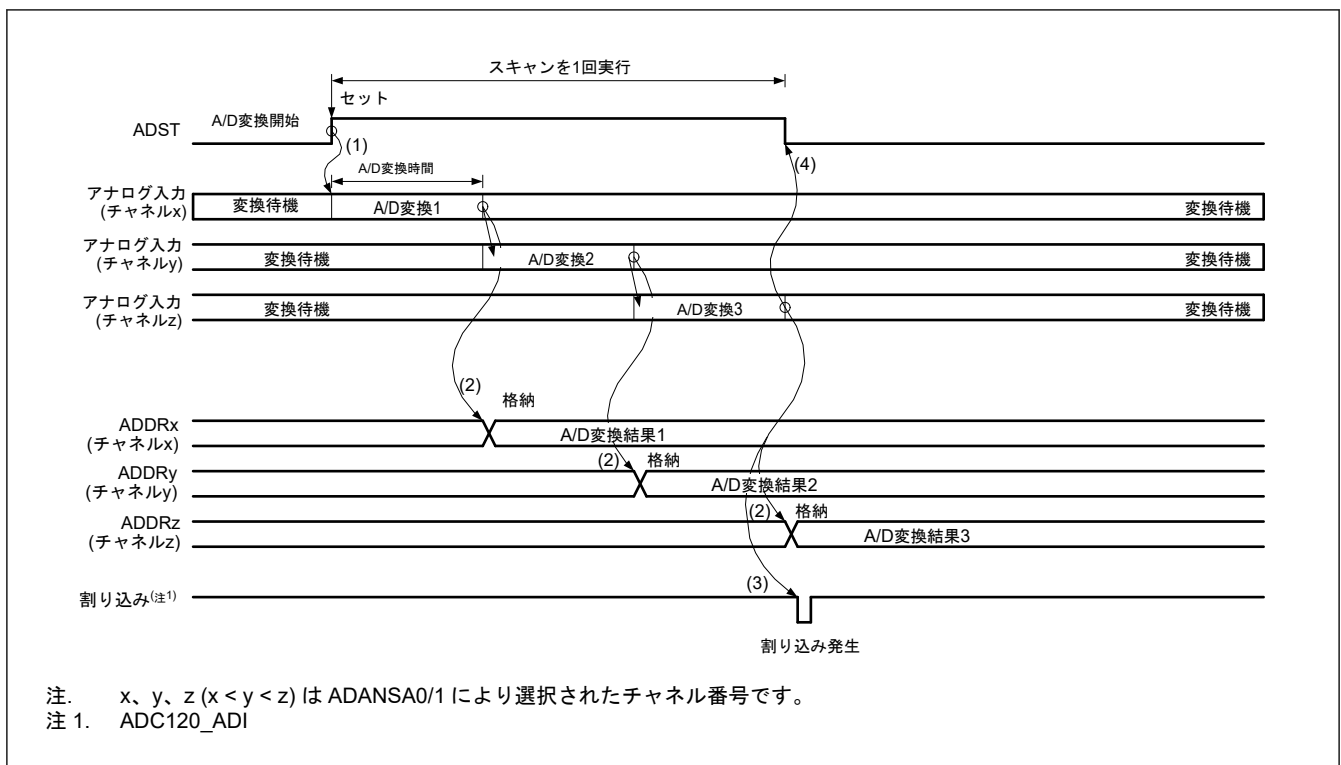 スキャンを1回実行
セット
ADST
A/D変換開始
(1)
(4)
A/D変換時間
アナログ入力
(チャネルx)
変換待機
A/D変換1
変換待機
アナログ入力
(チャネルy)
変換待機
A/D変換2
変換待機
アナログ入力
(チャネルz)
変換待機
A/D変換3
変換待機
(2)
格納
ADDRx
(チャネルx)
A/D変換結果1
(2)
格納
ADDRy
(チャネルy)
A/D変換結果2
(2)
格納
ADDRz
(チャネルz)
A/D変換結果3
(3)
割り込み(注1)
割り込み発生
注. x、y、z (x < y < z) は ADANSA0/1 により選択されたチャネル番号です。
注 1. ADC120_ADI